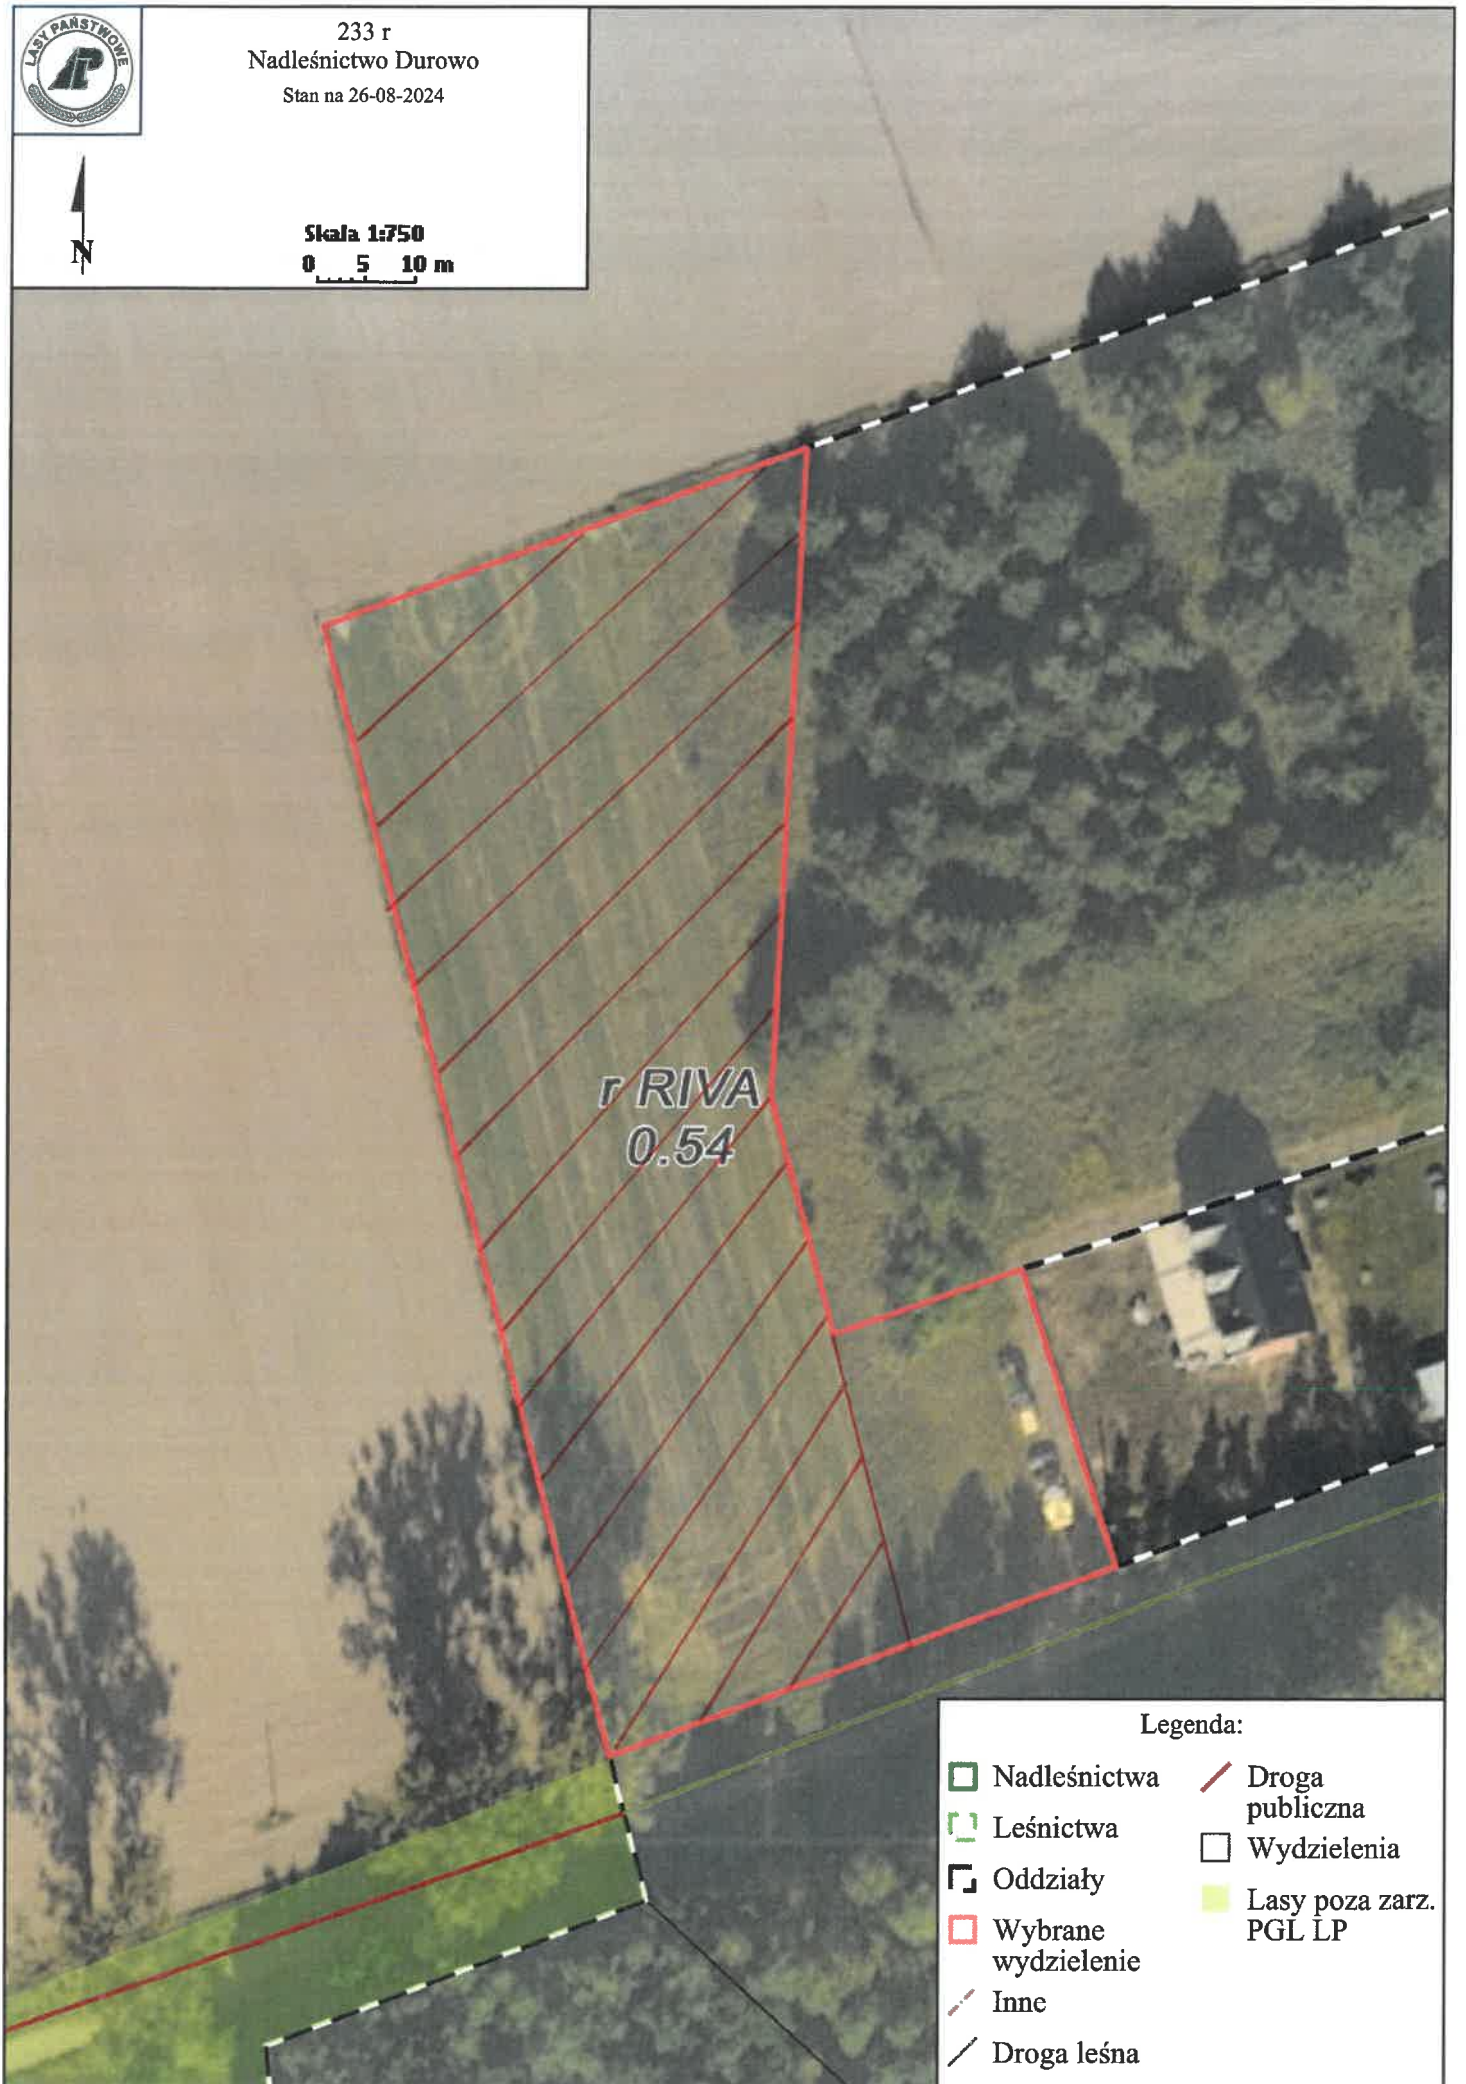 LASY PAŃSTWOWE
233 r
Nadleśnictwo Durowo
Stan na 26-08-2024
N
Skala 1:750
0 5 10 m
r RIVA
0.54
Legenda:
Nadleśnictwa
Leśnictwa
Oddziały
Wybrane
wydzielenie
Inne
Droga leśna
Droga
publiczna
Wydzielenia
Lasy poza zarz.
PGL LP